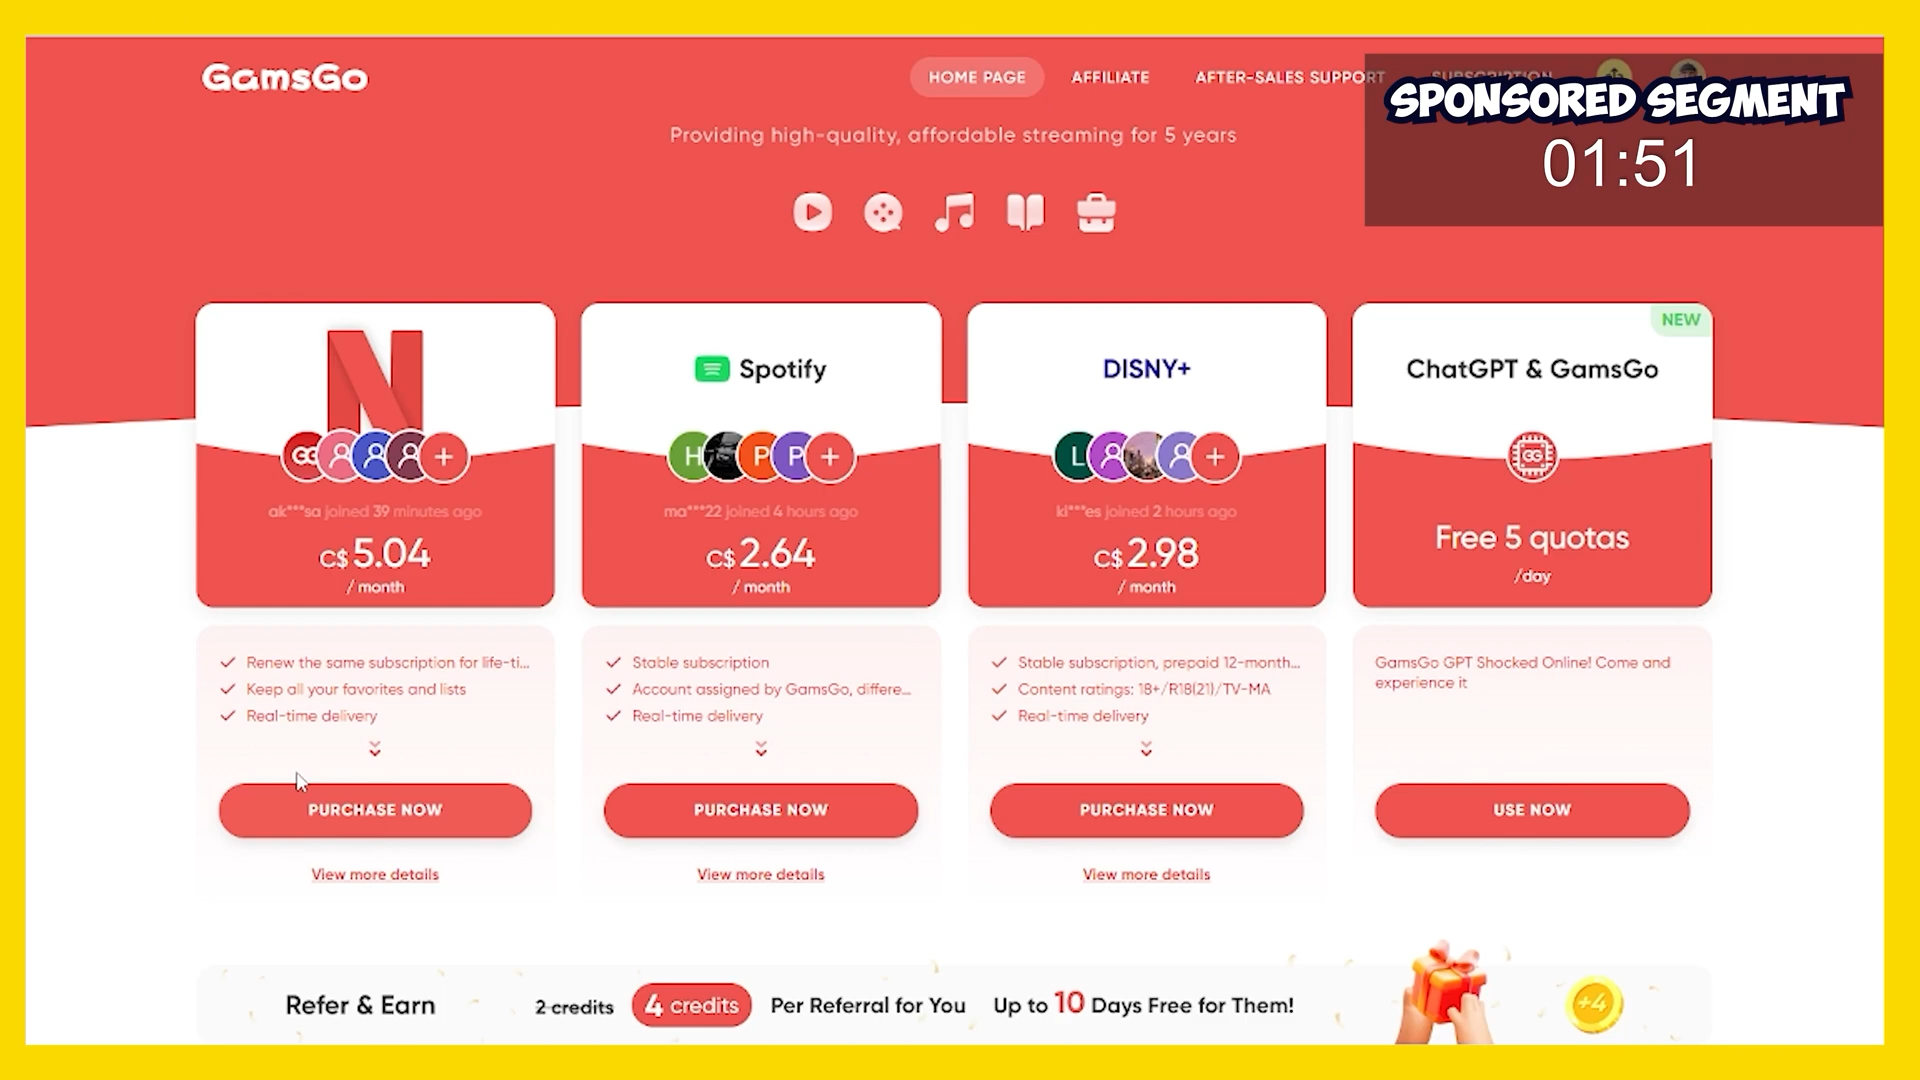 GamsGo
HOME PAGE
AFFILIATE
AFTER-SALES SUPPORT
SUBSCRIPTION
SPONSORED SEGMENT
01:51
Providing high-quality, affordable streaming for 5 years
N
GG
ak***sa joined 39 minutes ago
C$5.04
/ month
Renew the same subscription for life-ti...
Keep all your favorites and lists
Real-time delivery
PURCHASE NOW
View more details
Spotify
H
P
P
ma***22 joined 4 hours ago
C$2.64
/ month
Stable subscription
Account assigned by GamsGo, differe...
Real-time delivery
PURCHASE NOW
View more details
DISNY+
L
ki***es joined 2 hours ago
C$2.98
/ month
Stable subscription, prepaid 12-month...
Content ratings: 18+/R18(21)/TV-MA
Real-time delivery
PURCHASE NOW
View more details
NEW
ChatGPT & GamsGo
GG
Free 5 quotas
/day
GamsGo GPT Shocked Online! Come and
experience it
USE NOW
Refer & Earn
2 credits
4 credits
Per Referral for You
Up to 10 Days Free for Them!
+4